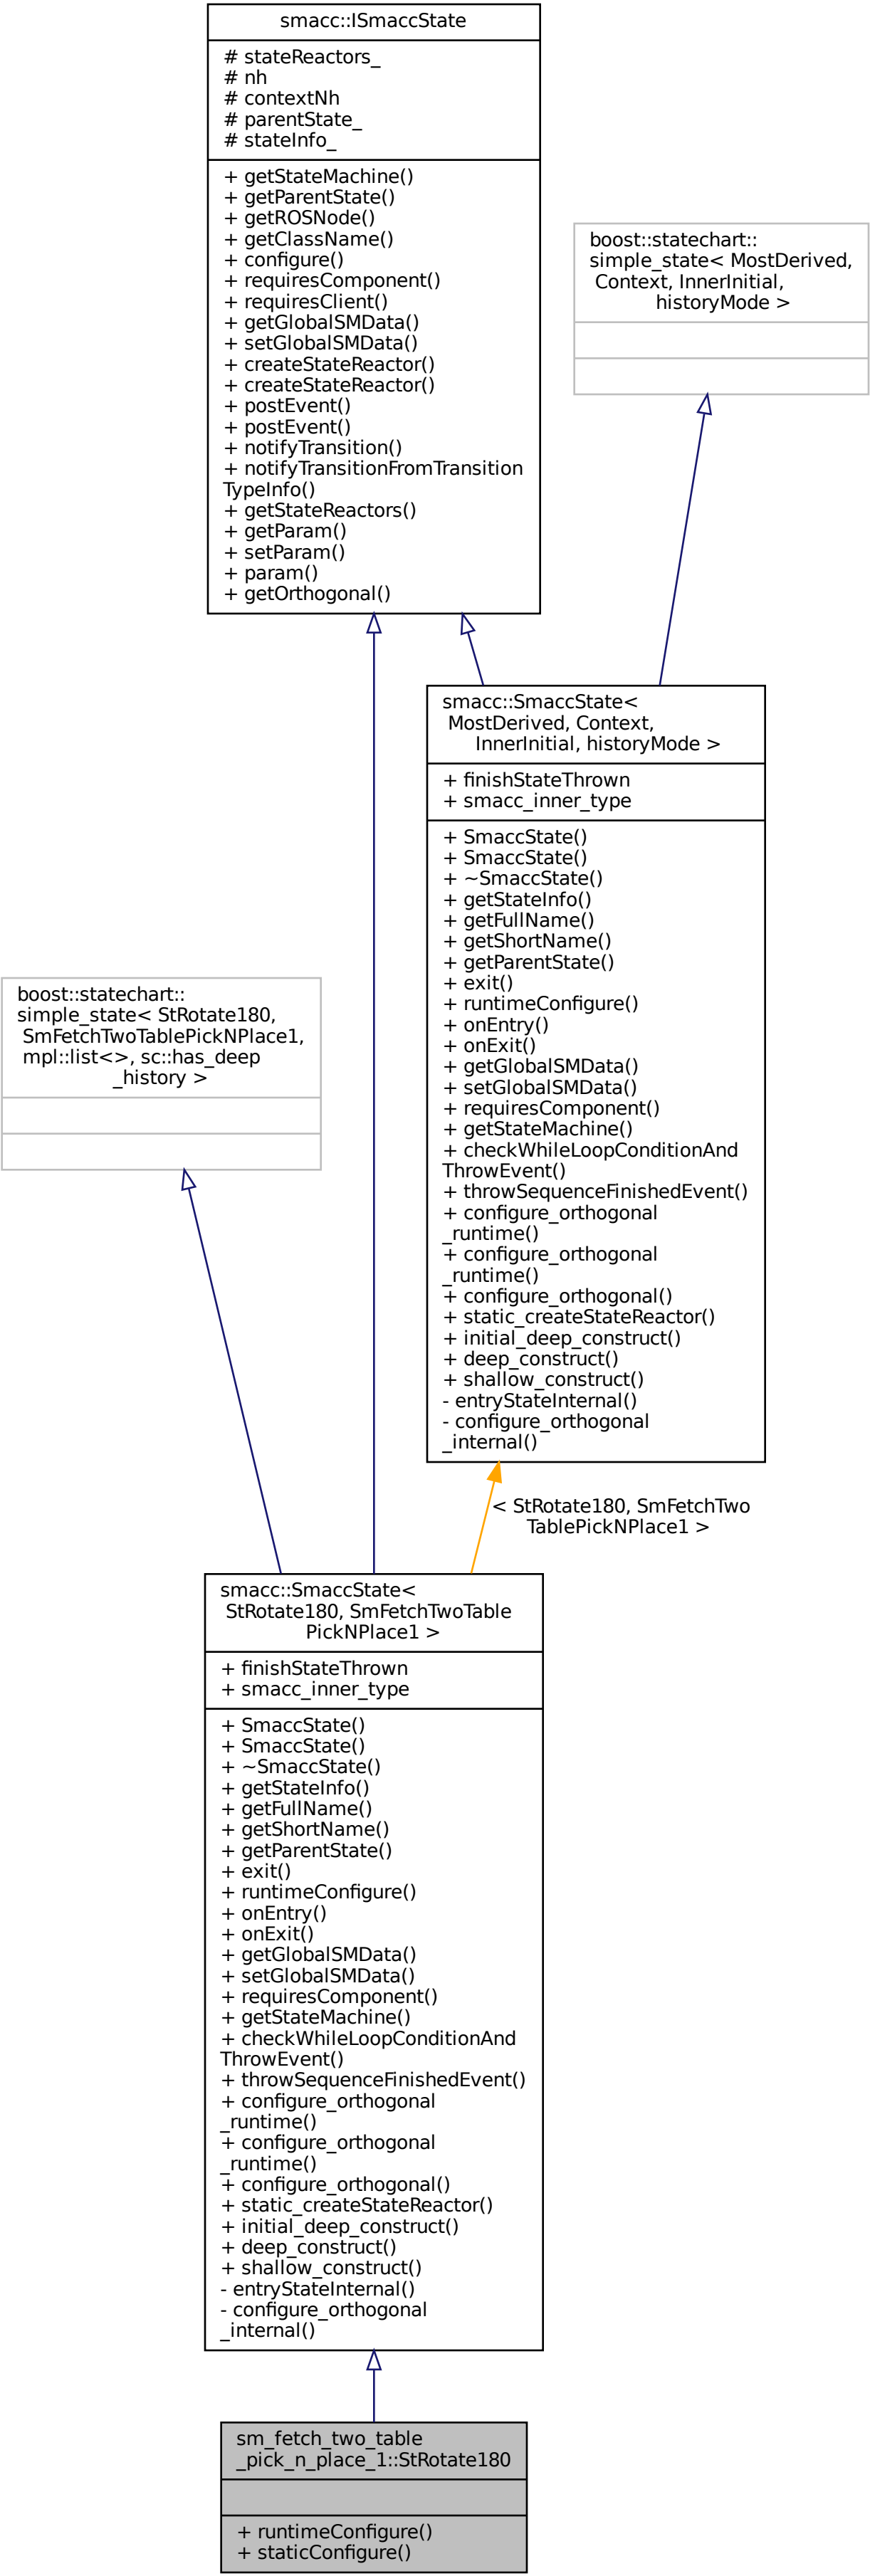 smacc::ISmaccState
# stateReactors_
# nh
# contextNh
# parentState_
# stateInfo_
+ getStateMachine()
+ getParentState()
+ getROSNode()
+ getClassName()
+ configure()
+ requiresComponent()
+ requiresClient()
+ getGlobalSMData()
+ setGlobalSMData()
+ createStateReactor()
+ createStateReactor()
+ postEvent()
+ postEvent()
+ notifyTransition()
+ notifyTransitionFromTransition
TypeInfo()
+ getStateReactors()
+ getParam()
+ setParam()
+ param()
+ getOrthogonal()
boost::statechart::
simple_state< MostDerived,
Context, InnerInitial,
historyMode >
smacc::SmaccState<
MostDerived, Context,
InnerInitial, historyMode >
+ finishStateThrown
+ smacc_inner_type
+ SmaccState()
+ SmaccState()
+ ~SmaccState()
+ getStateInfo()
+ getFullName()
+ getShortName()
+ getParentState()
+ exit()
+ runtimeConfigure()
+ onEntry()
+ onExit()
+ getGlobalSMData()
+ setGlobalSMData()
+ requiresComponent()
+ getStateMachine()
+ checkWhileLoopConditionAnd
ThrowEvent()
+ throwSequenceFinishedEvent()
+ configure_orthogonal
_runtime()
+ configure_orthogonal
_runtime()
+ configure_orthogonal()
+ static_createStateReactor()
+ initial_deep_construct()
+ deep_construct()
+ shallow_construct()
- entryStateInternal()
- configure_orthogonal
_internal()
boost::statechart::
simple_state< StRotate180,
SmFetchTwoTablePickNPlace1,
mpl::list<>, sc::has_deep
_history >
< StRotate180, SmFetchTwo
TablePickNPlace1 >
smacc::SmaccState<
StRotate180, SmFetchTwoTable
PickNPlace1 >
+ finishStateThrown
+ smacc_inner_type
+ SmaccState()
+ SmaccState()
+ ~SmaccState()
+ getStateInfo()
+ getFullName()
+ getShortName()
+ getParentState()
+ exit()
+ runtimeConfigure()
+ onEntry()
+ onExit()
+ getGlobalSMData()
+ setGlobalSMData()
+ requiresComponent()
+ getStateMachine()
+ checkWhileLoopConditionAnd
ThrowEvent()
+ throwSequenceFinishedEvent()
+ configure_orthogonal
_runtime()
+ configure_orthogonal
_runtime()
+ configure_orthogonal()
+ static_createStateReactor()
+ initial_deep_construct()
+ deep_construct()
+ shallow_construct()
- entryStateInternal()
- configure_orthogonal
_internal()
sm_fetch_two_table
_pick_n_place_1::StRotate180
+ runtimeConfigure()
+ staticConfigure()